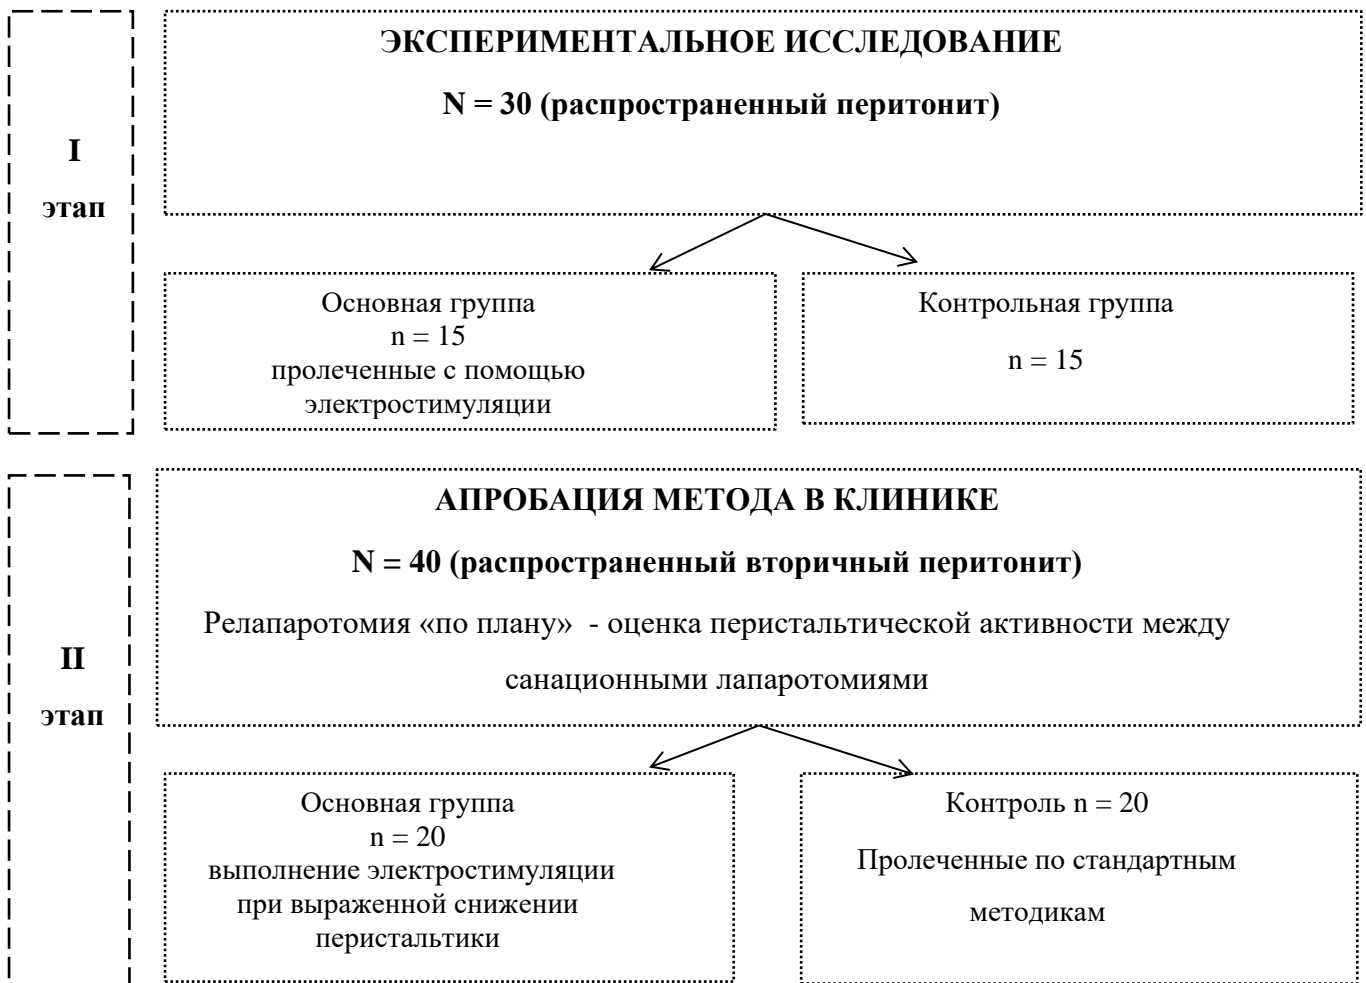 I
этап
ЭКСПЕРИМЕНТАЛЬНОЕ ИССЛЕДОВАНИЕ
N = 30 (распространенный перитонит)
Основная группа
n = 15
пролеченные с помощью
электростимуляции
Контрольная группа
n = 15
II
этап
АПРОБАЦИЯ МЕТОДА В КЛИНИКЕ
N = 40 (распространенный вторичный перитонит)
Релапаротомия «по плану» - оценка перистальтической активности между
санационными лапаротомиями
Основная группа
n = 20
выполнение электростимуляции
при выраженной снижении
перистальтики
Контроль n = 20
Пролеченные по стандартным
методикам